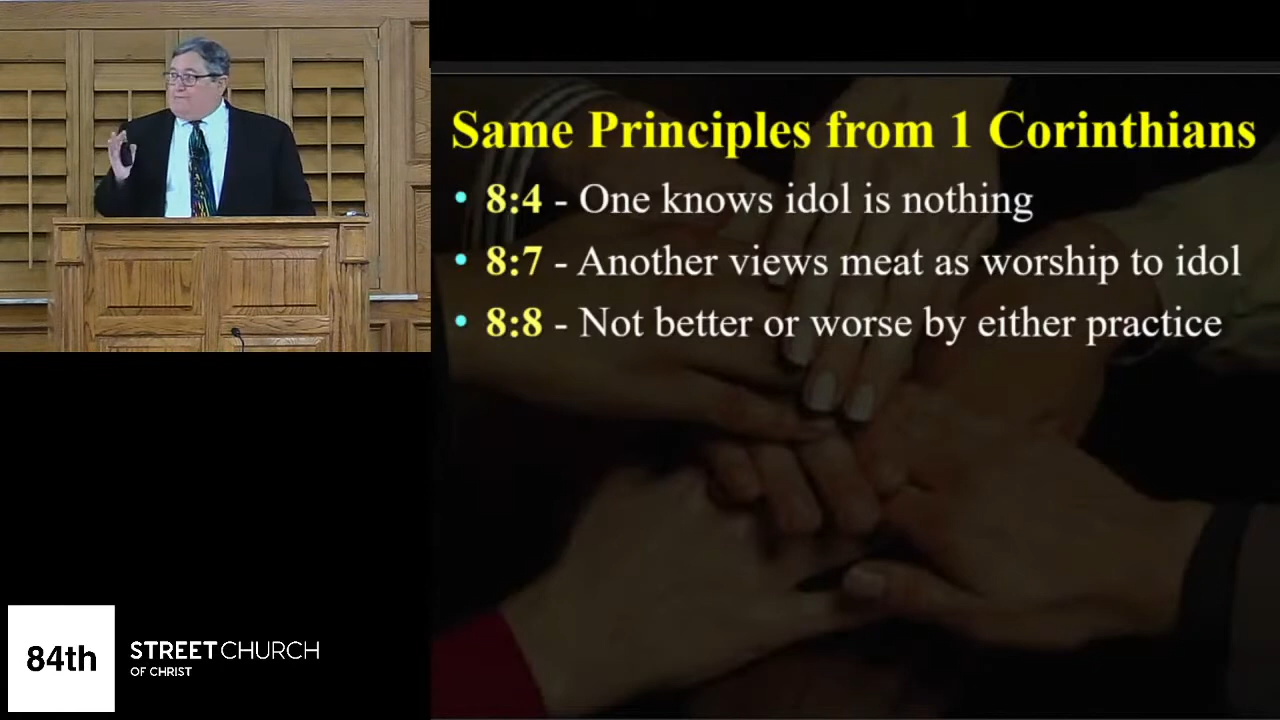 Same Principles from 1 Corinthians
• 8:4 - One knows idol is nothing
• 8:7 - Another views meat as worship to idol
• 8:8 - Not better or worse by either practice
84th
STREET CHURCH
OF CHRIST